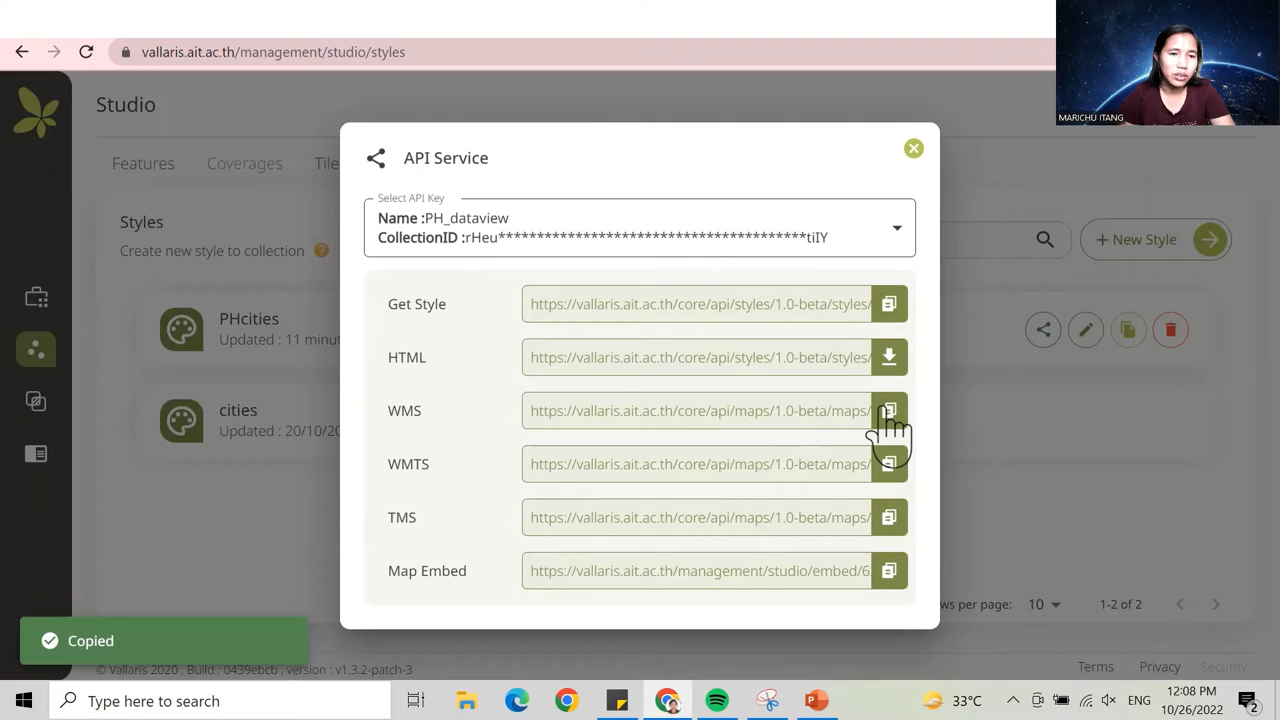 vallaris.ait.ac.th/management/studio/styles
MARICHU ITANG
Studio
Features
Coverages
API Service
Select API Key
Name :PH_dataview
CollectionID :rHeu****************************************tiIY
Styles
Create new style to collection ?
+ New Style
PHcities
Updated : 11
cities
Updated : 20/10/20
Get Style https://vallaris.ait.ac.th/core/api/styles/1.0-beta/styles/
HTML https://vallaris.ait.ac.th/core/api/styles/1.0-beta/styles/
WMS https://vallaris.ait.ac.th/core/api/maps/1.0-beta/maps/
WMTS https://vallaris.ait.ac.th/core/api/maps/1.0-beta/maps/
TMS https://vallaris.ait.ac.th/core/api/maps/1.0-beta/maps/
Map Embed https://vallaris.ait.ac.th/management/studio/embed/6
per page: 10 1-2 of 2
Copied
© Vallaris 2020 , Build : 0439ebcb , version : v1.3.2-patch-3
Terms Privacy Security
Type here to search
33°C
ENG
12:08 PM
10/26/2022
2